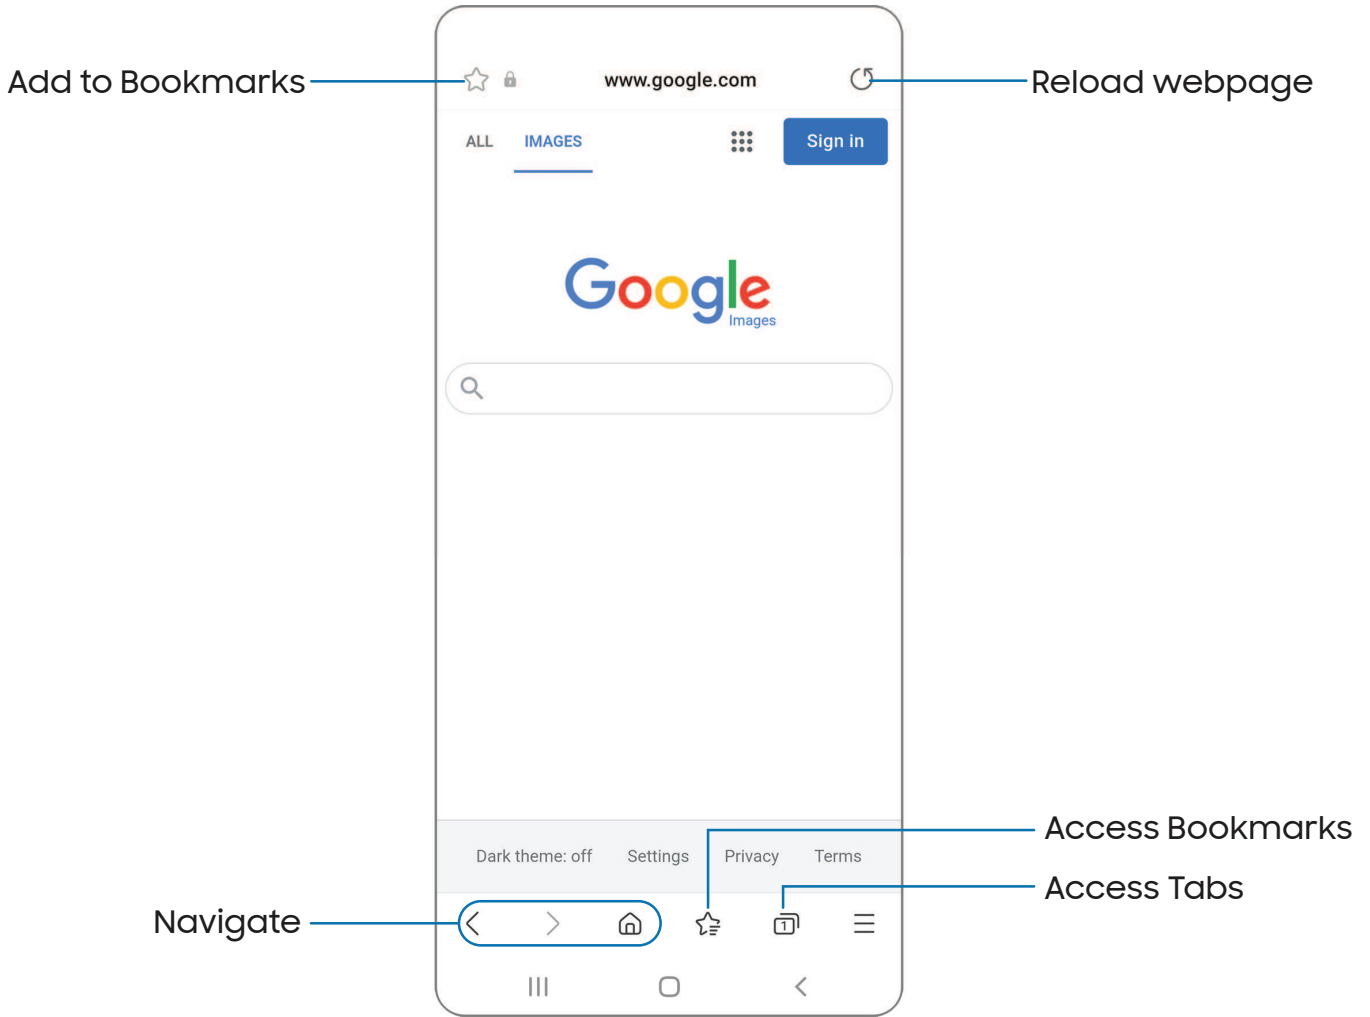 Add to Bookmarks
www.google.com
Reload webpage
ALL IMAGES
Sign in
Google
Images
Dark theme: off Settings Privacy Terms
Access Bookmarks
Access Tabs
Navigate
1